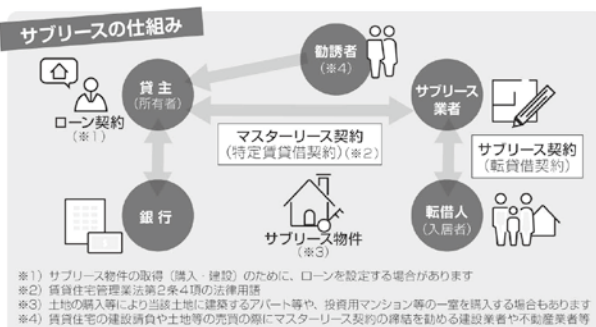 サブリースの仕組み
勧誘者
(※4)
貸主
(所有者)
サブリース
業者
ローン契約
(※1)
マスターリース契約
(特定賃貸借契約)(※2)
サブリース契約
(転貸借契約)
銀行
サブリース物件
(※3)
転借人
(入居者)
※1) サブリース物件の取得(購入・建設)のために、ローンを設定する場合があります
※2) 賃貸住宅管理業法第2条4項の法律用語
※3) 土地の購入等により当該土地に建築するアパート等や、投資用マンション等の一室を購入する場合もあります
※4) 賃貸住宅の建設請負や土地等の売買の際にマスターリース契約の締結を勧める建設業者や不動産業者等